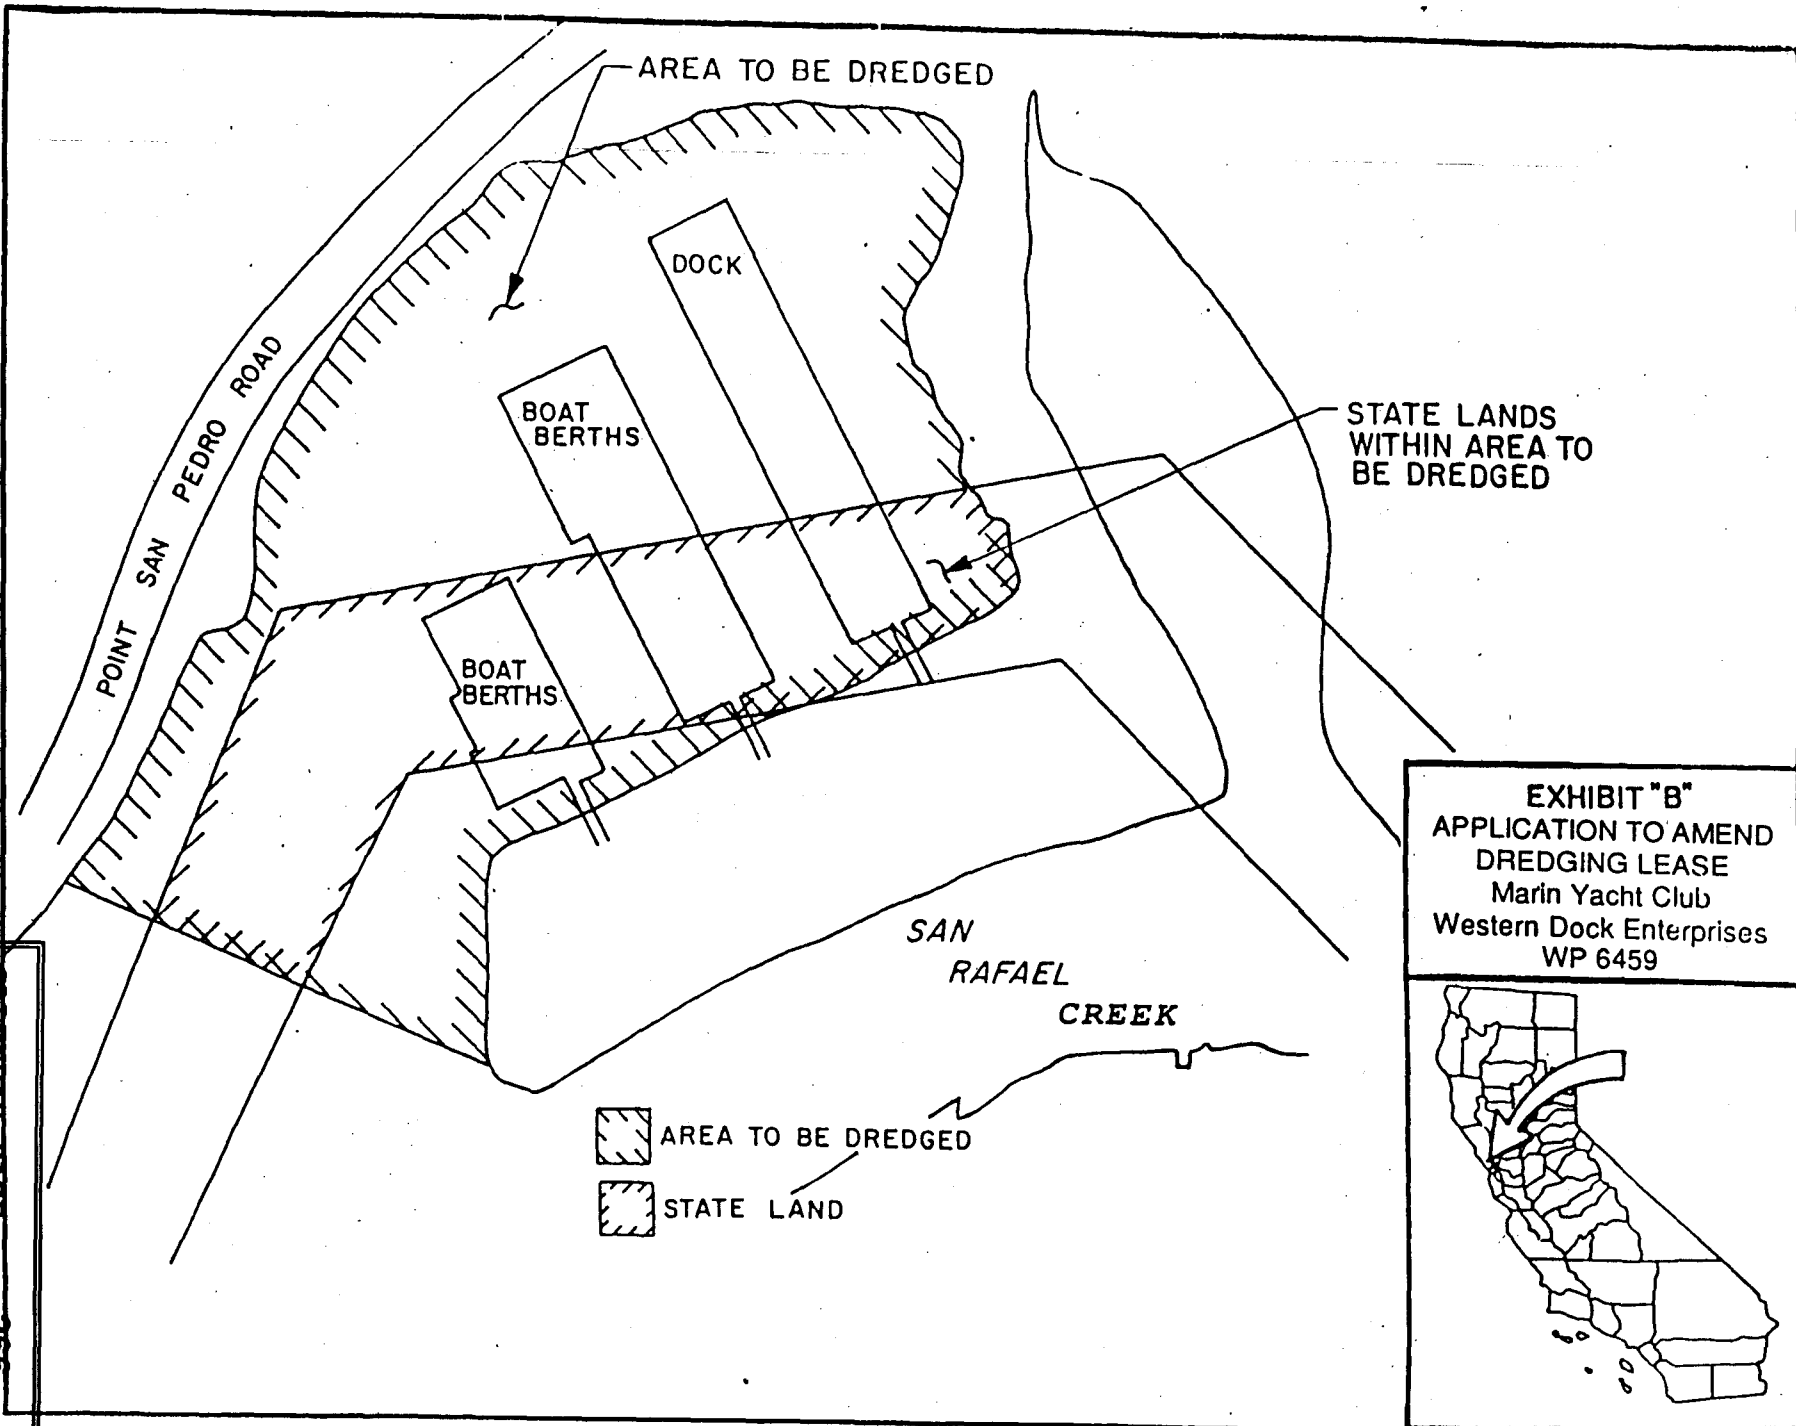 AREA TO BE DREDGED
DOCK
POINT SAN PEDRO ROAD
BOAT
BERTHS
STATE LANDS
WITHIN AREA TO
BE DREDGED
BOAT
BERTHS
EXHIBIT "B"
APPLICATION TO AMEND
DREDGING LEASE
Marin Yacht Club
Western Dock Enterprises
WP 6459
SAN
RAFAEL
CREEK
AREA TO BE DREDGED
STATE LAND